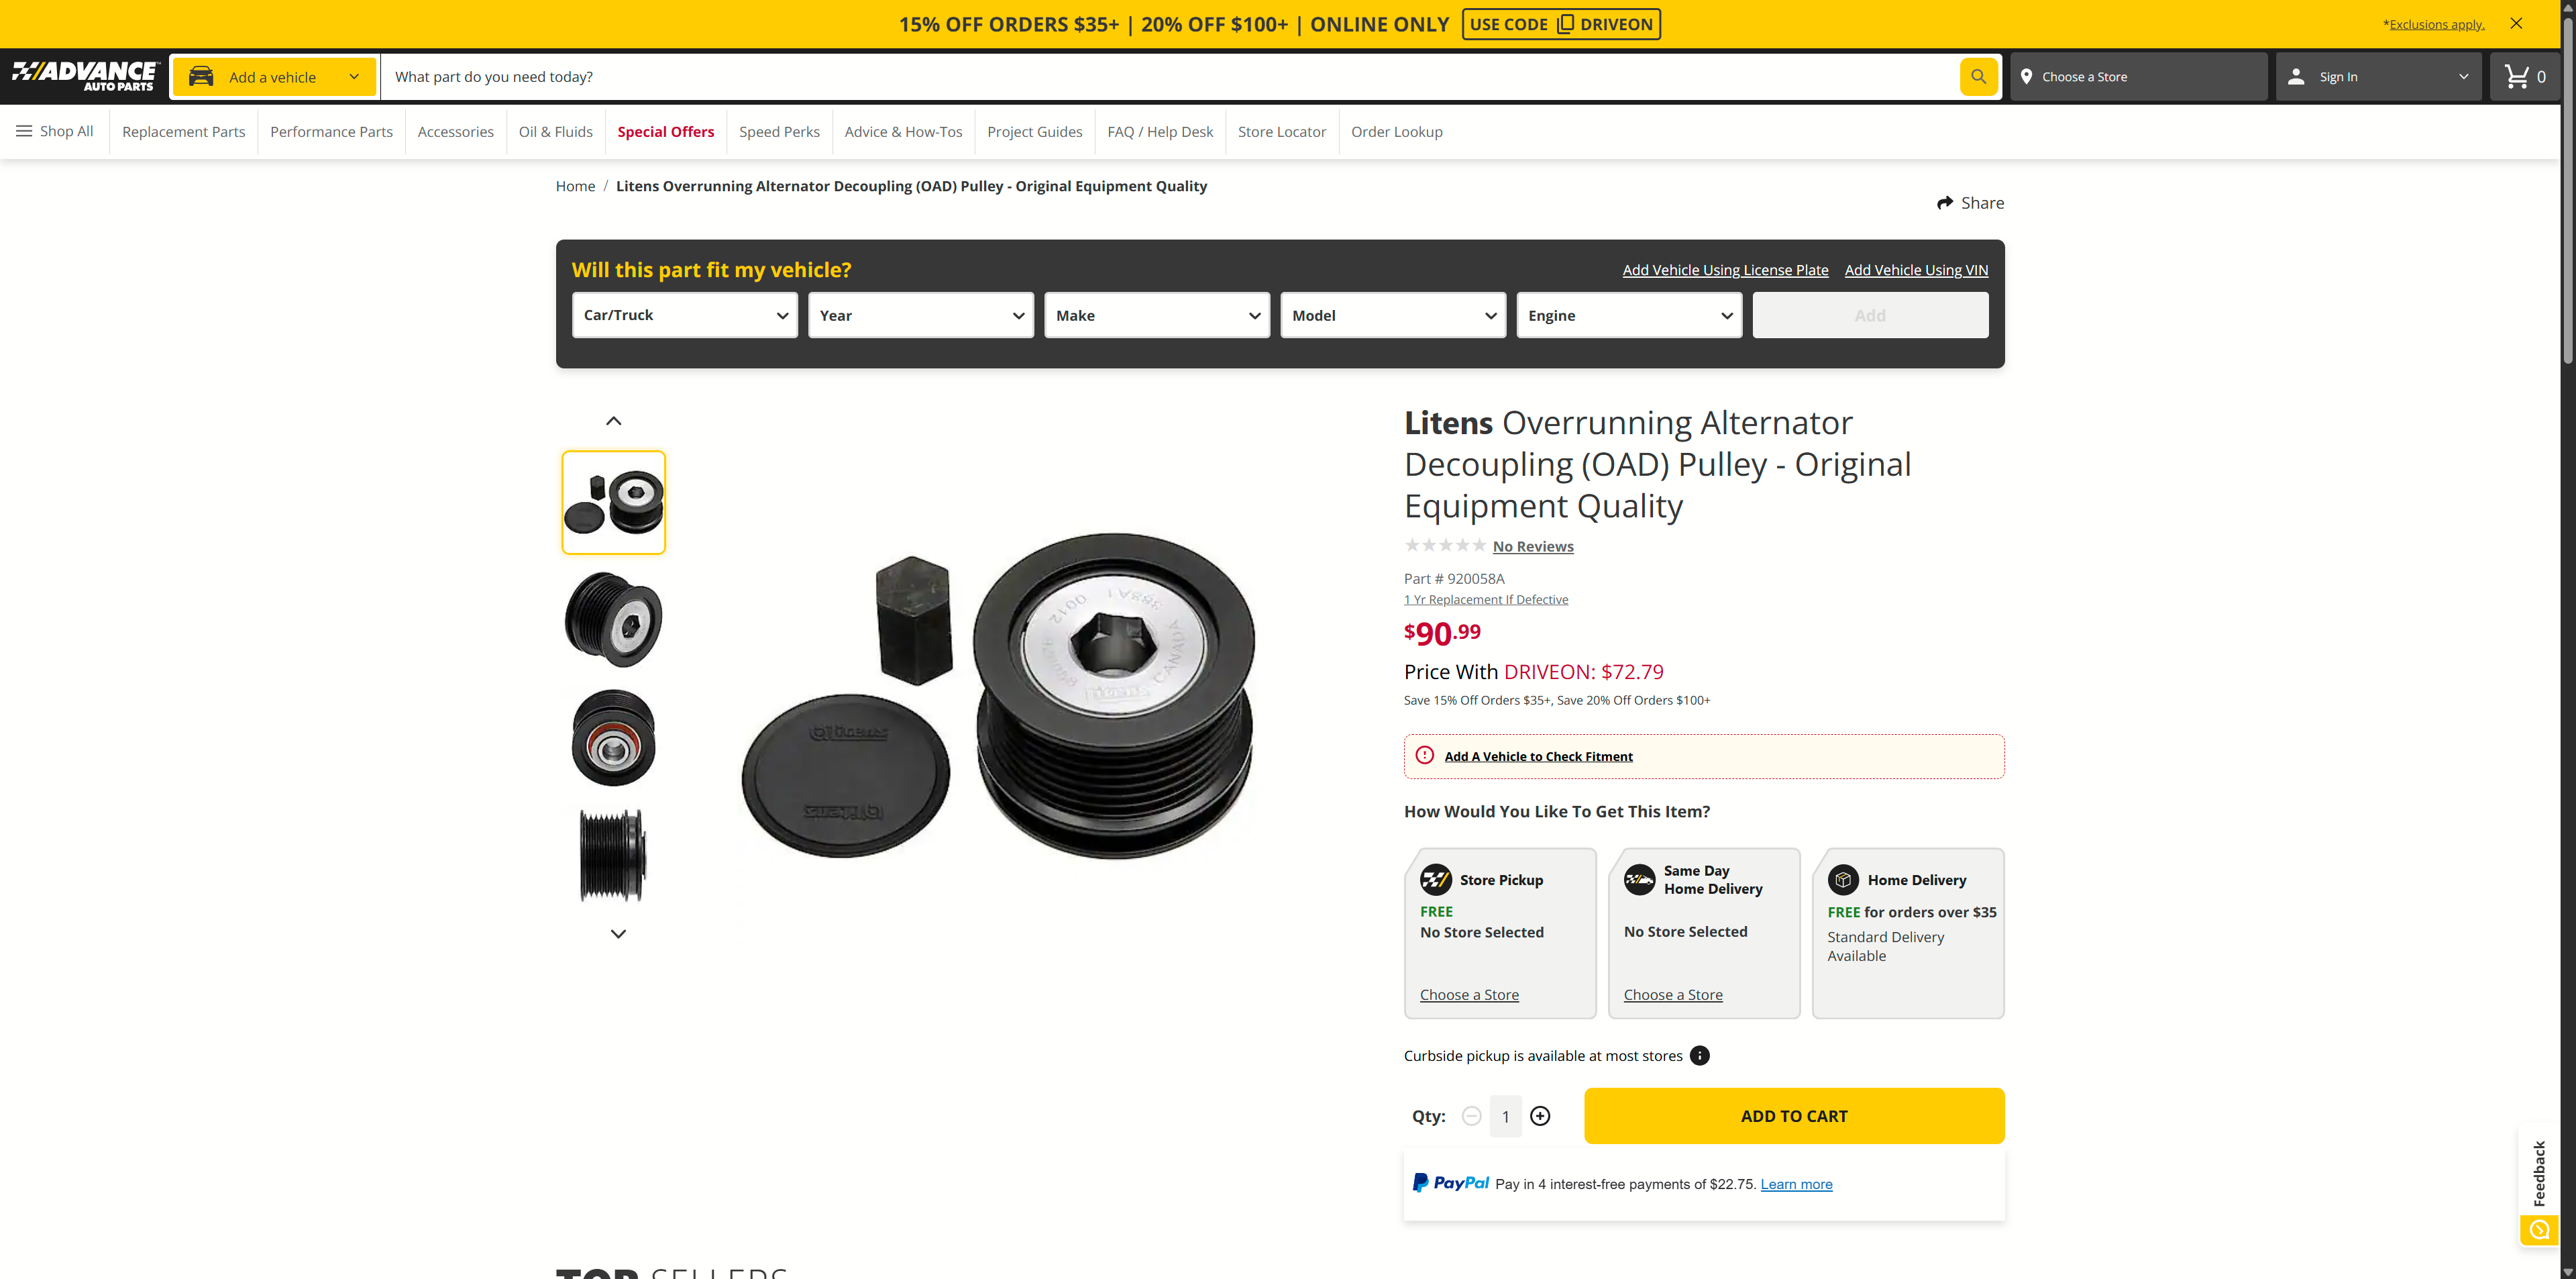 15% OFF ORDERS $35+ | 20% OFF $100+ | ONLINE ONLY USE CODE DRIVEON
*Exclusions apply.
ADVANCE AUTO PARTS
Add a vehicle
What part do you need today?
Choose a Store
Sign In
0
Shop All
Replacement Parts
Performance Parts
Accessories
Oil & Fluids
Special Offers
Speed Perks
Advice & How-Tos
Project Guides
FAQ / Help Desk
Store Locator
Order Lookup
Home / Litens Overrunning Alternator Decoupling (OAD) Pulley - Original Equipment Quality
Share
Will this part fit my vehicle?
Add Vehicle Using License Plate
Add Vehicle Using VIN
Car/Truck
Year
Make
Model
Engine
Add
Litens Overrunning Alternator
Decoupling (OAD) Pulley - Original
Equipment Quality
No Reviews
Part # 920058A
1 Yr Replacement If Defective
$90.99
Price With DRIVEON: $72.79
Save 15% Off Orders $35+, Save 20% Off Orders $100+
Add A Vehicle to Check Fitment
How Would You Like To Get This Item?
Store Pickup
FREE
No Store Selected
Choose a Store
Same Day
Home Delivery
No Store Selected
Choose a Store
Home Delivery
FREE for orders over $35
Standard Delivery
Available
Curbside pickup is available at most stores
Qty:
1
ADD TO CART
PayPal Pay in 4 interest-free payments of $22.75. Learn more
Feedback
TOP SELLERS
CANADA